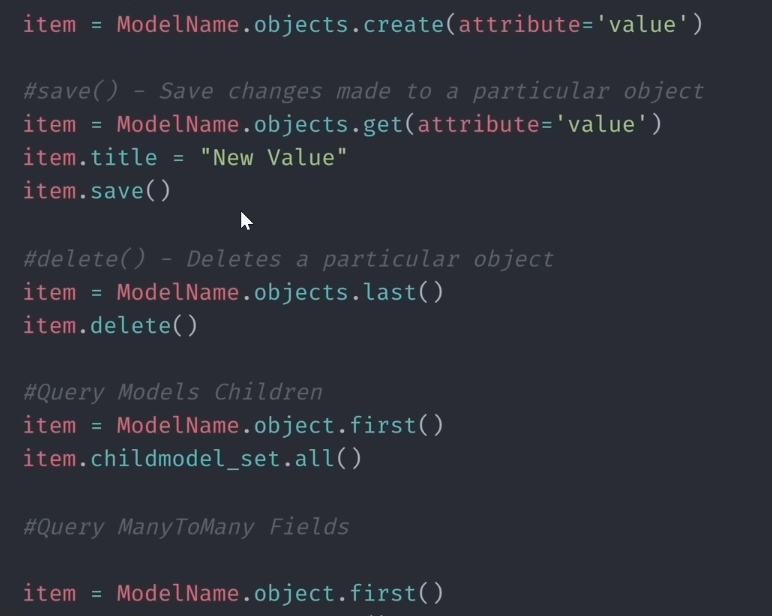 item = ModelName.objects.create(attribute='value')
#save() - Save changes made to a particular object
item = ModelName.objects.get(attribute='value')
item.title = "New Value"
item.save()
#delete() - Deletes a particular object
item = ModelName.objects.last()
item.delete()
#Query Models Children
item = ModelName.object.first()
item.childmodel_set.all()
#Query ManyToMany Fields
item = ModelName.object.first()